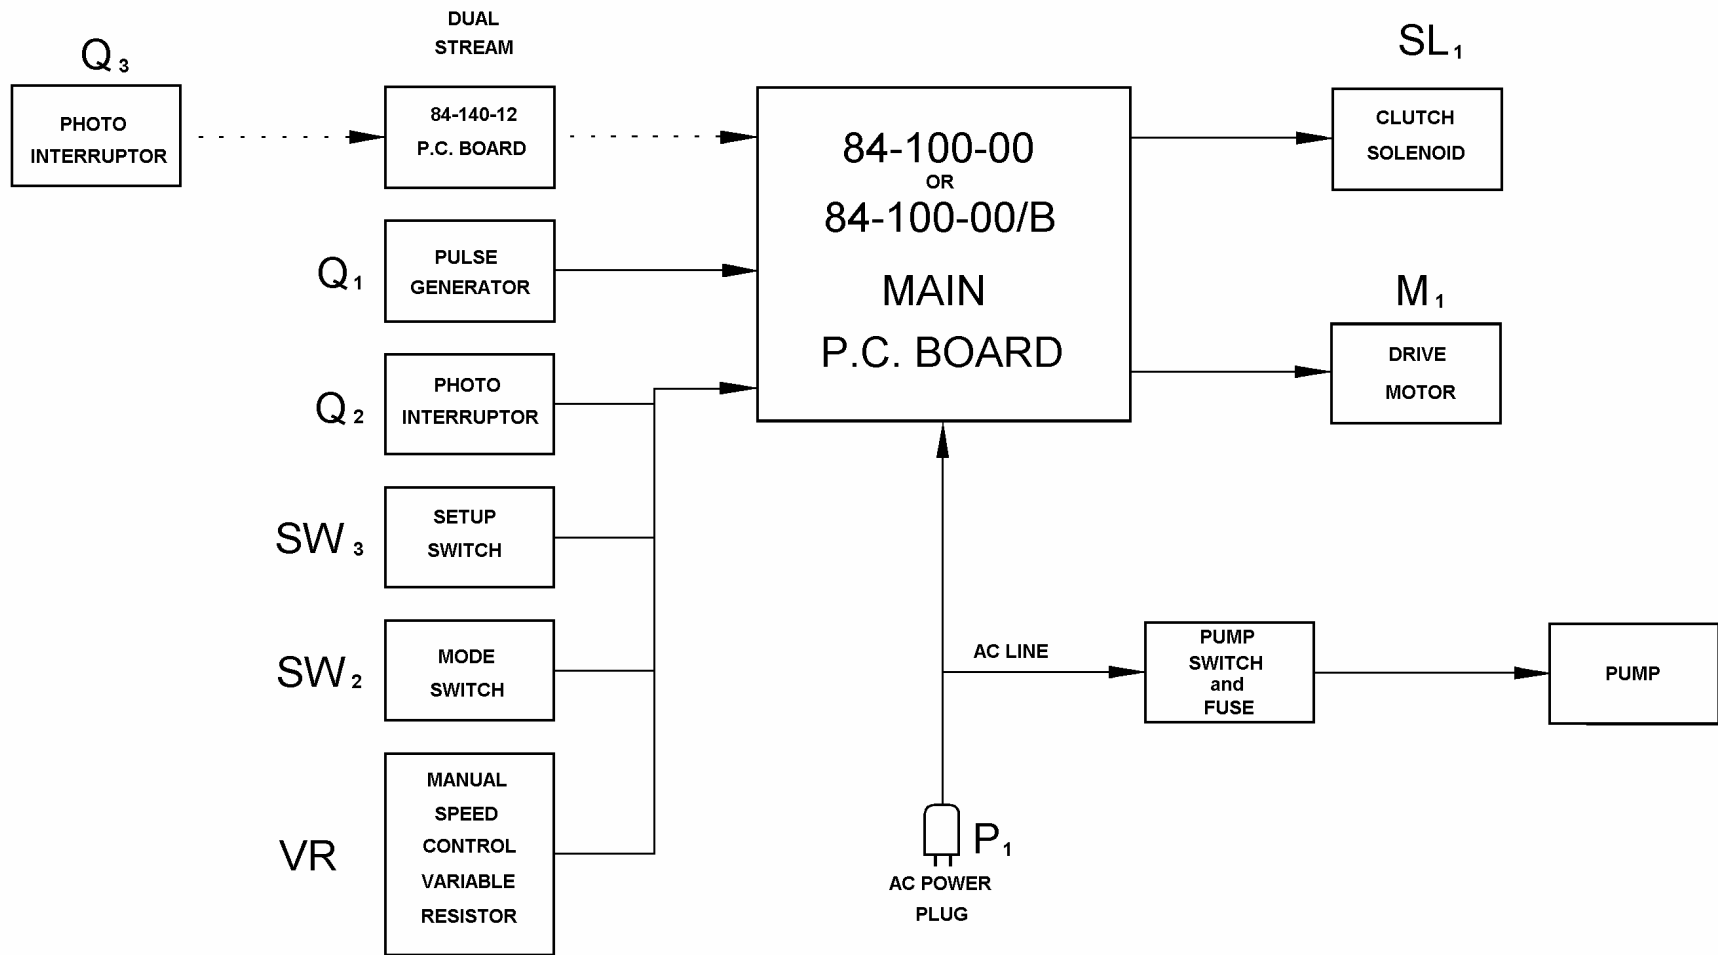 DUAL
STREAM
Q3
PHOTO
INTERRUPTOR
84-140-12
P.C. BOARD
84-100-00
OR
84-100-00/B
MAIN
P.C. BOARD
SL1
CLUTCH
SOLENOID
Q1
PULSE
GENERATOR
M1
DRIVE
MOTOR
Q2
PHOTO
INTERRUPTOR
SW3
SETUP
SWITCH
SW2
MODE
SWITCH
AC LINE
PUMP
SWITCH
and
FUSE
PUMP
VR
MANUAL
SPEED
CONTROL
VARIABLE
RESISTOR
P1
AC POWER
PLUG